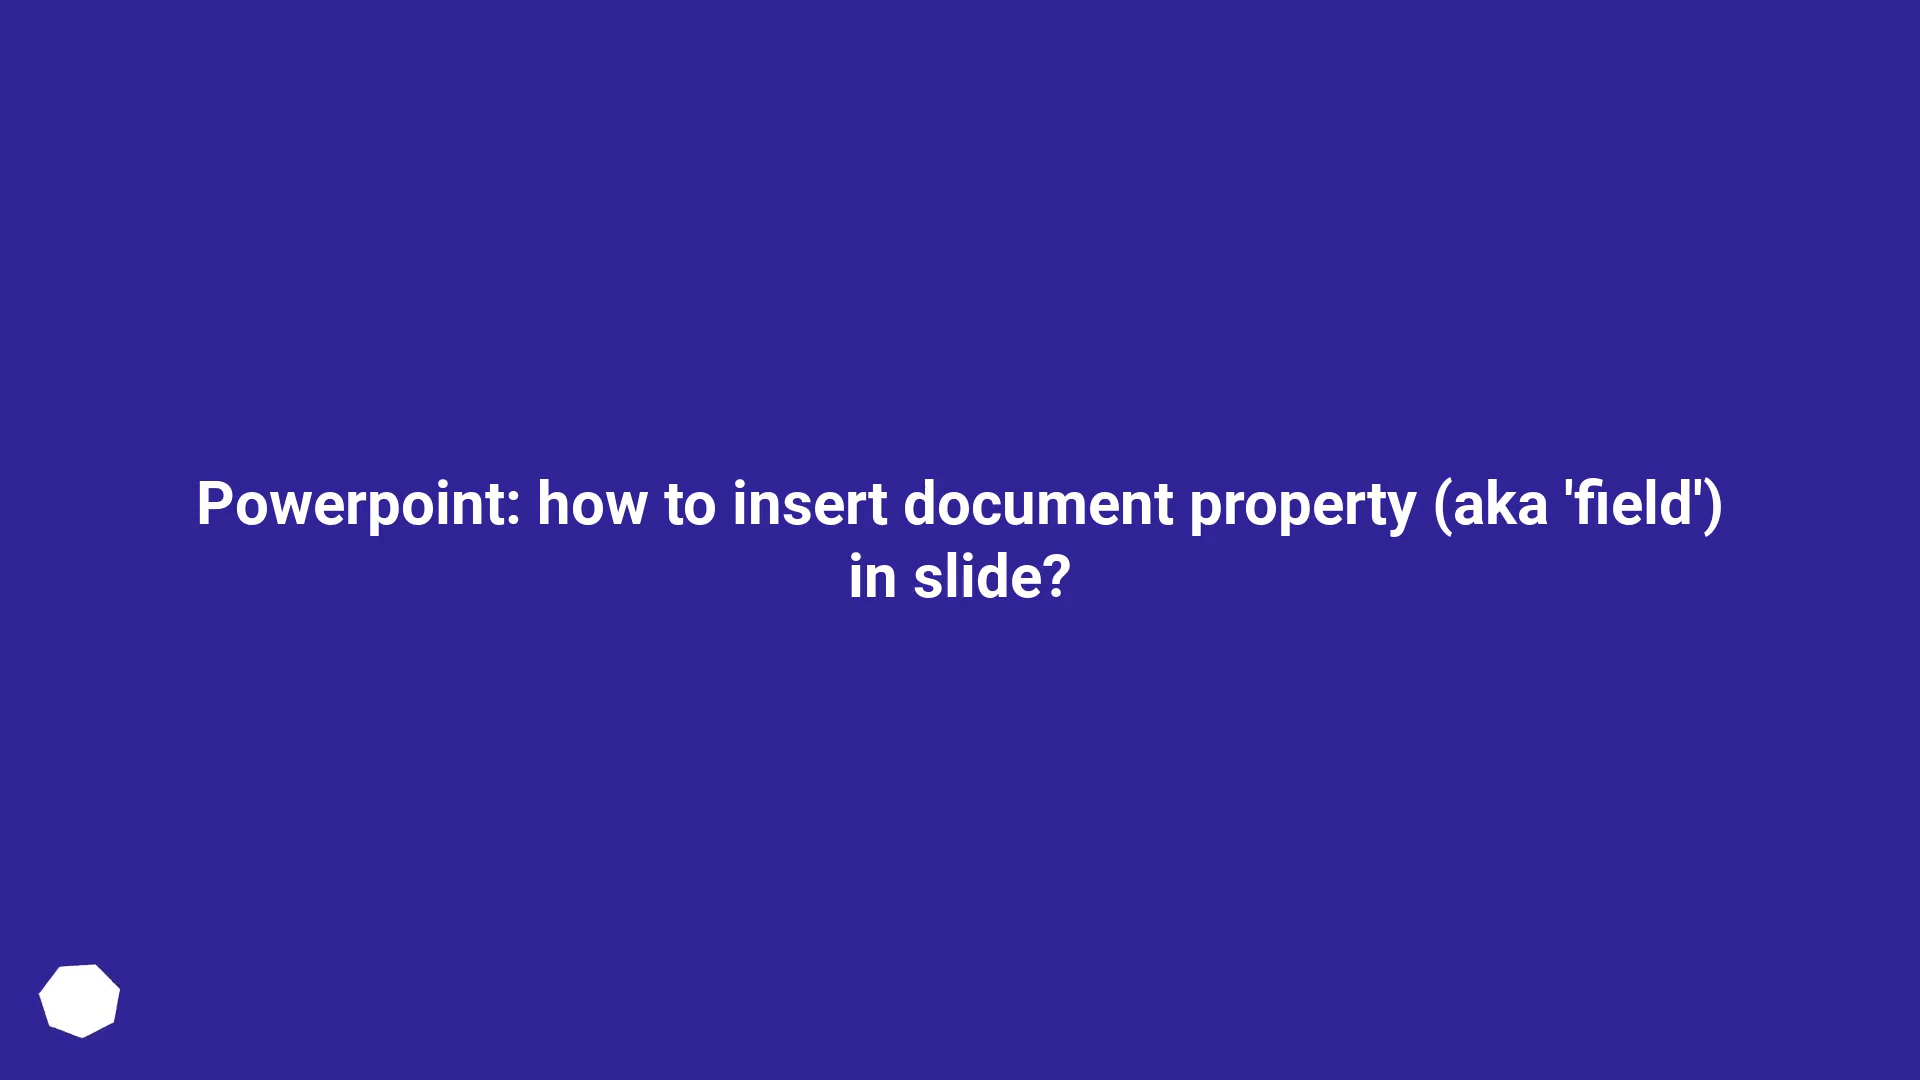 Powerpoint: how to insert document property (aka 'field')
in slide?